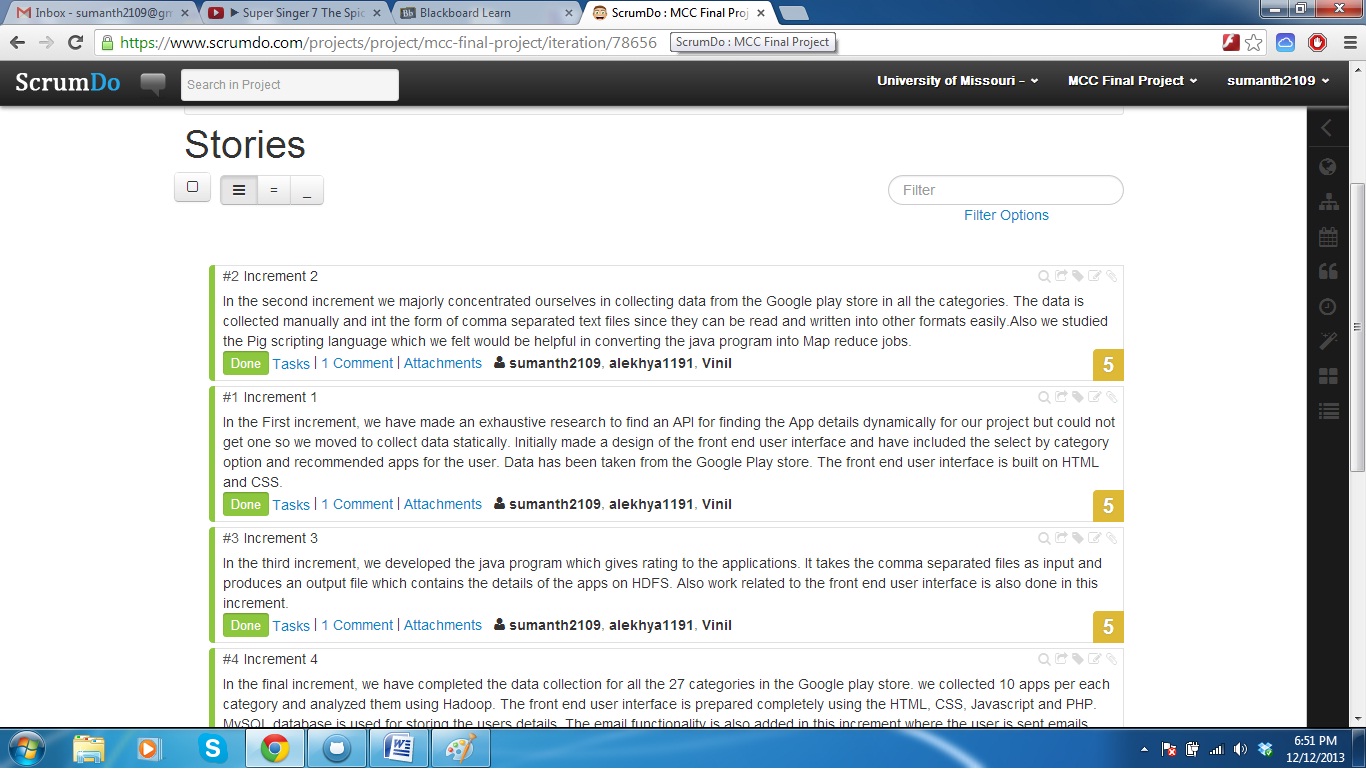 Inbox - sumanth2109@gm
▶ Super Singer 7 The Spic
Bb Blackboard Learn
ScrumDo : MCC Final Proj
https://www.scrumdo.com/projects/project/mcc-final-project/iteration/78656
ScrumDo : MCC Final Project
ScrumDo
Search in Project
University of Missouri -
MCC Final Project
sumanth2109
Stories
Filter
Filter Options
#2 Increment 2
In the second increment we majorly concentrated ourselves in collecting data from the Google play store in all the categories. The data is
collected manually and int the form of comma separated text files since they can be read and written into other formats easily.Also we studied
the Pig scripting language which we felt would be helpful in converting the java program into Map reduce jobs.
Done Tasks | 1 Comment | Attachments sumanth2109, alekhya1191, Vinil
5
#1 Increment 1
In the First increment, we have madean exhaustive research to find an API for finding the App details dynamically for our project but could not
get one so we moved to collect data statically. Initially made a design of the front end user interface and have included the select by category
option and recommended apps for the user. Data has been taken from the Google Play store. The front end user interface is built on HTML
and CSS.
Done Tasks | 1 Comment | Attachments sumanth2109, alekhya1191, Vinil
5
#3 Increment 3
In the third increment, we developed the java program which gives rating to the applications. It takes the comma separated files as input and
produces an output file which contains the details of the apps on HDFS. Also work related to the front end user interface is also done in this
increment.
Done Tasks | 1 Comment | Attachments sumanth2109, alekhya1191, Vinil
5
#4 Increment 4
In the final increment, we have completed the data collection for all the 27 categories in the Google play store. we collected 10 apps per each
category and analyzed them using Hadoop. The front end user interface is prepared completely using the HTML, CSS, Javascript and PHP.
MySQL database is used for storing the users details. The email functionality is also added in this increment where the user is sent emails
6:51 PM
12/12/2013